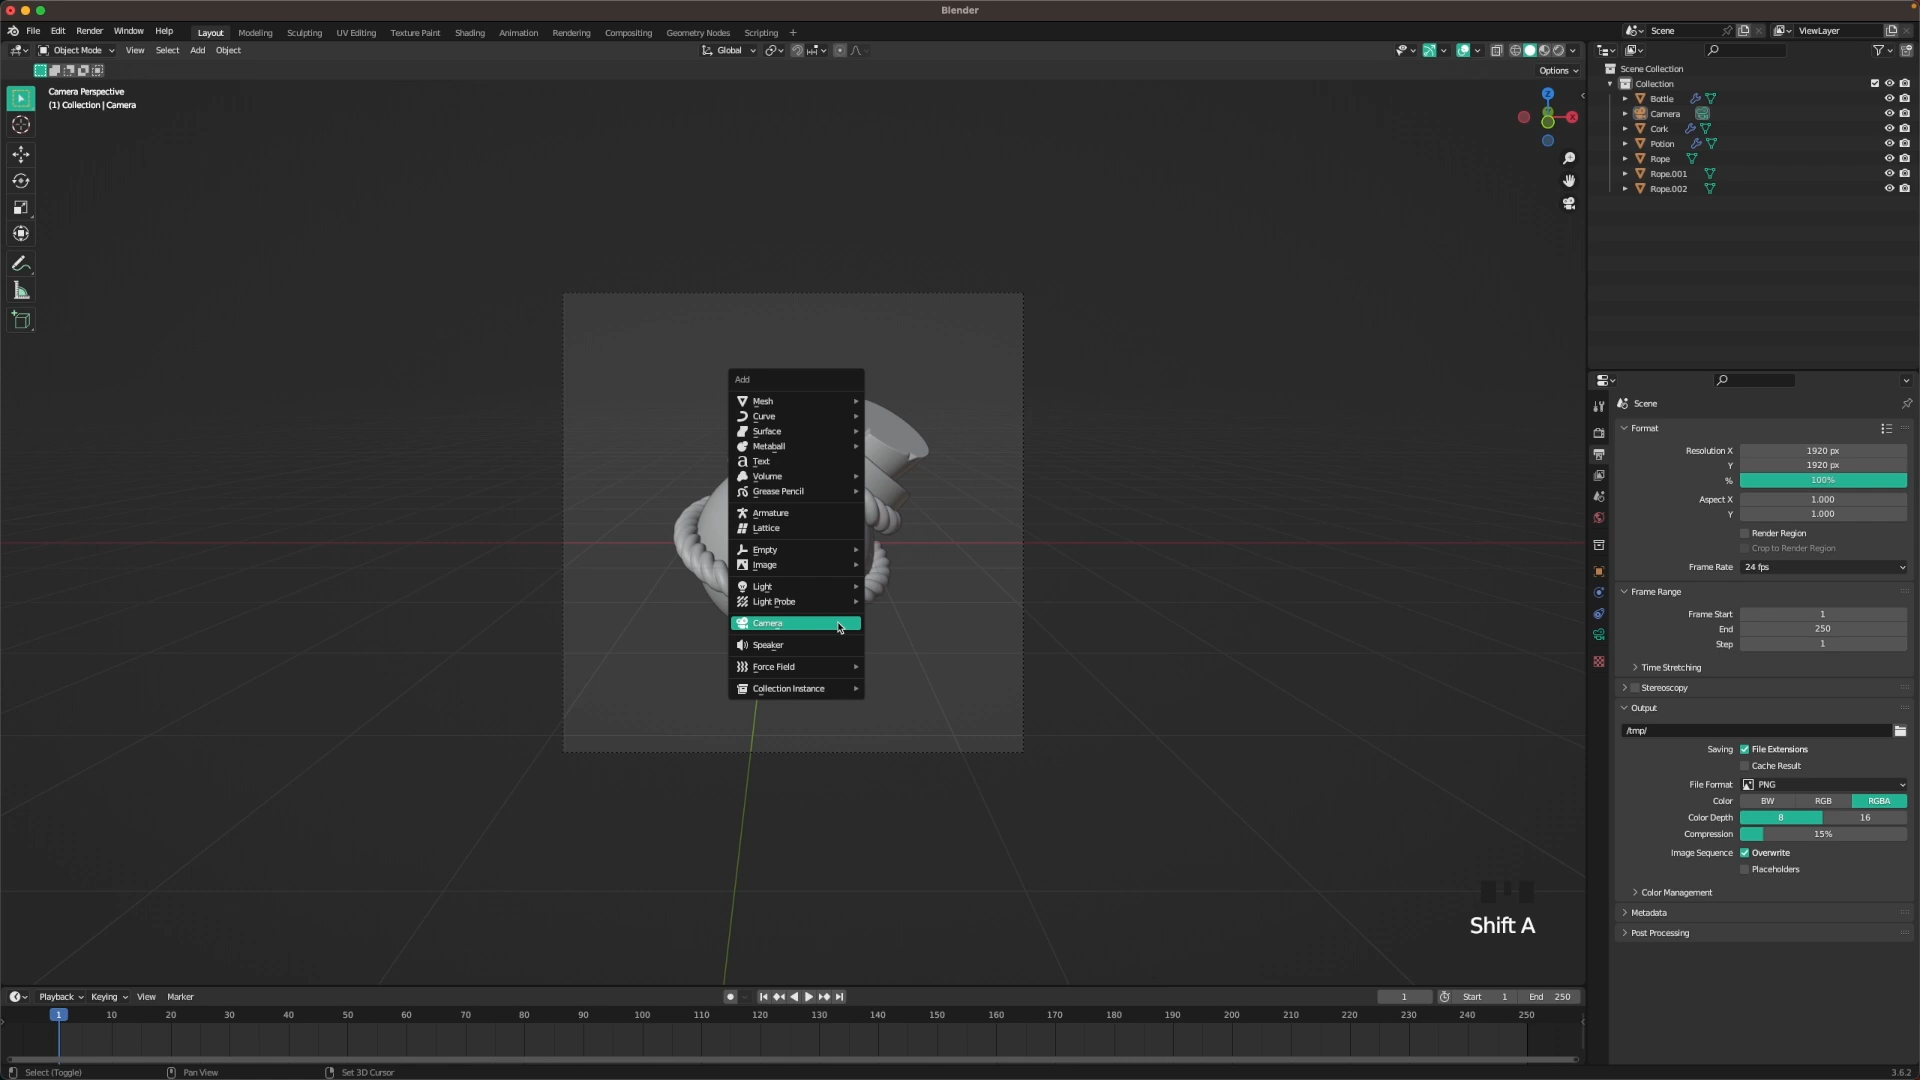 Blender
File Edit Render Window Help Layout Modeling Sculpting UV Editing Texture Paint Shading Animation Rendering Compositing Geometry Nodes Scripting + Scene ViewLayer
Object Mode View Select Add Object Global
Options
Camera Perspective
(1) Collection | Camera
Z
X
Scene Collection
Collection
Bottle
Camera
Cork
Potion
Rope
Rope.001
Rope.002
Add
Mesh
Curve
Surface
Metaball
Text
Volume
Grease Pencil
Armature
Lattice
Empty
Image
Light
Light Probe
Camera
Speaker
Force Field
Collection Instance
Scene
Format
Resolution X 1920 px
Y 1920 px
% 100%
Aspect X 1.000
Y 1.000
Render Region
Crop to Render Region
Frame Rate 24 fps
Frame Range
Frame Start 1
End 250
Step 1
Time Stretching
Stereoscopy
Output
/tmp/
Saving File Extensions
Cache Result
File Format PNG
Color BW RGB RGBA
Color Depth 8 16
Compression 15%
Image Sequence Overwrite
Placeholders
Color Management
Metadata
Post Processing
Shift A
Playback Keying View Marker 1 Start 1 End 250
1 10 20 30 40 50 60 70 80 90 100 110 120 130 140 150 160 170 180 190 200 210 220 230 240 250
Select (Toggle) Pan View Set 3D Cursor 3.6.2